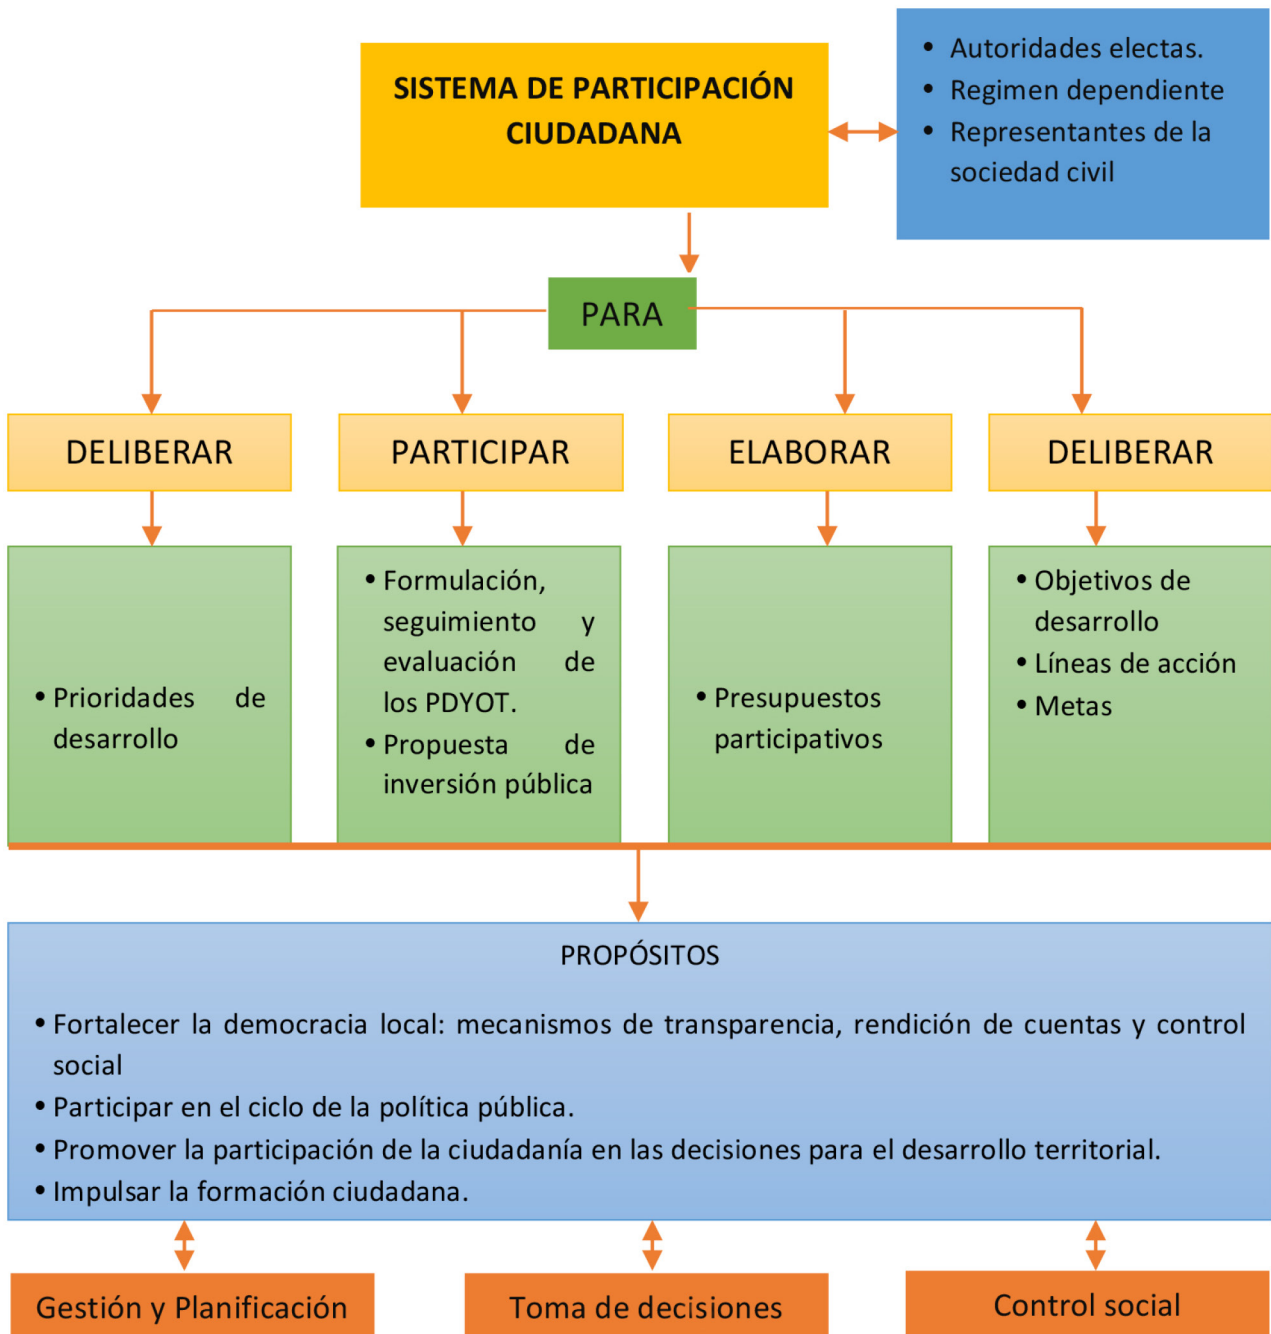 SISTEMA DE PARTICIPACIÓN
CIUDADANA
• Autoridades electas.
• Regimen dependiente
• Representantes de la
sociedad civil
PARA
DELIBERAR
PARTICIPAR
ELABORAR
DELIBERAR
• Prioridades de
desarrollo
• Formulación,
seguimiento y
evaluación de
los PDYOT.
• Propuesta de
inversión pública
• Presupuestos
participativos
• Objetivos de
desarrollo
• Líneas de acción
• Metas
PROPÓSITOS
• Fortalecer la democracia local: mecanismos de transparencia, rendición de cuentas y control
social
• Participar en el ciclo de la política pública.
• Promover la participación de la ciudadanía en las decisiones para el desarrollo territorial.
• Impulsar la formación ciudadana.
Gestión y Planificación
Toma de decisiones
Control social